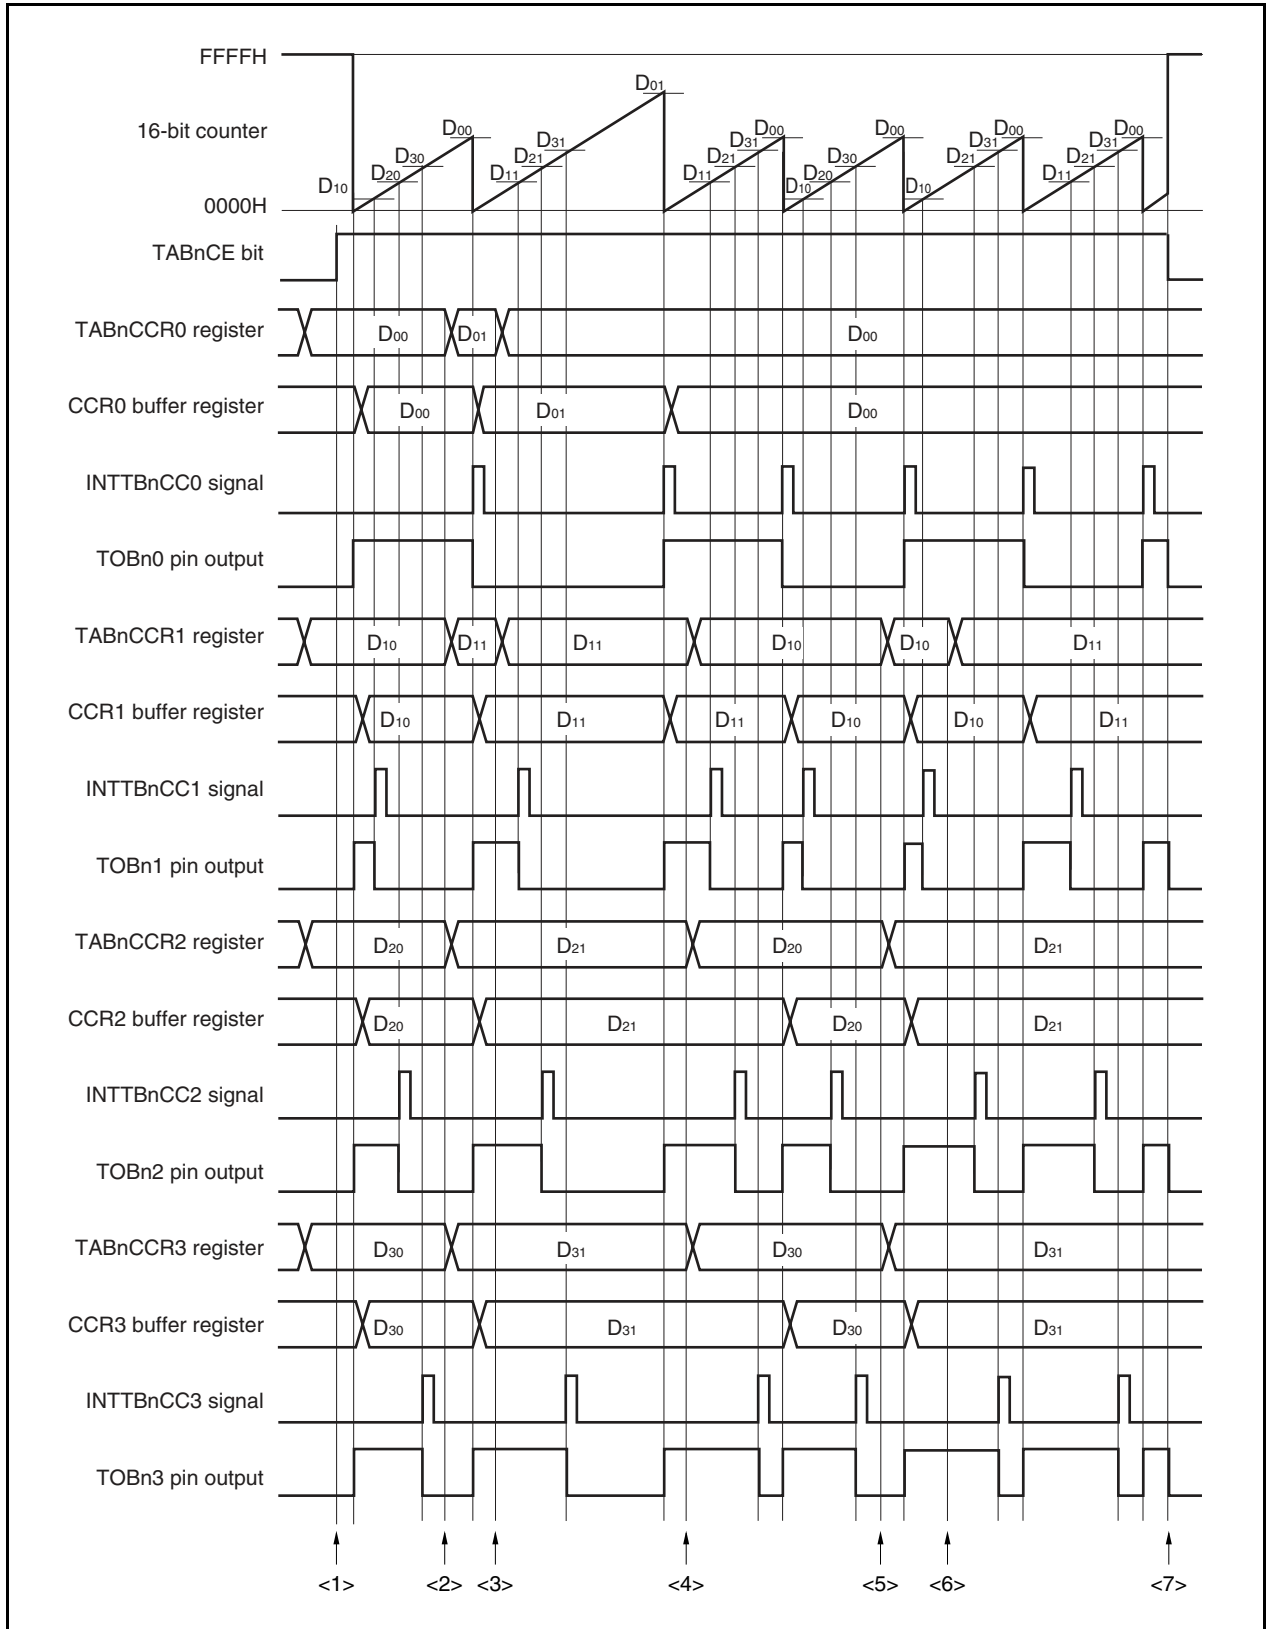 FFFFH
D01
16-bit counter
D00 D00 D00 D00 D00
D30 D31 D31 D30 D31 D31
D20 D21 D21 D20 D21 D21
D10 D11 D11 D10 D10 D11
0000H
TABnCE bit
TABnCCR0 register D00 D01 D00
CCR0 buffer register D00 D01 D00
INTTBnCC0 signal
TOBn0 pin output
TABnCCR1 register D10 D11 D11 D10 D10 D11
CCR1 buffer register D10 D11 D11 D10 D10 D11
INTTBnCC1 signal
TOBn1 pin output
TABnCCR2 register D20 D21 D20 D21
CCR2 buffer register D20 D21 D20 D21
INTTBnCC2 signal
TOBn2 pin output
TABnCCR3 register D30 D31 D30 D31
CCR3 buffer register D30 D31 D30 D31
INTTBnCC3 signal
TOBn3 pin output
<1> <2> <3> <4> <5> <6> <7>